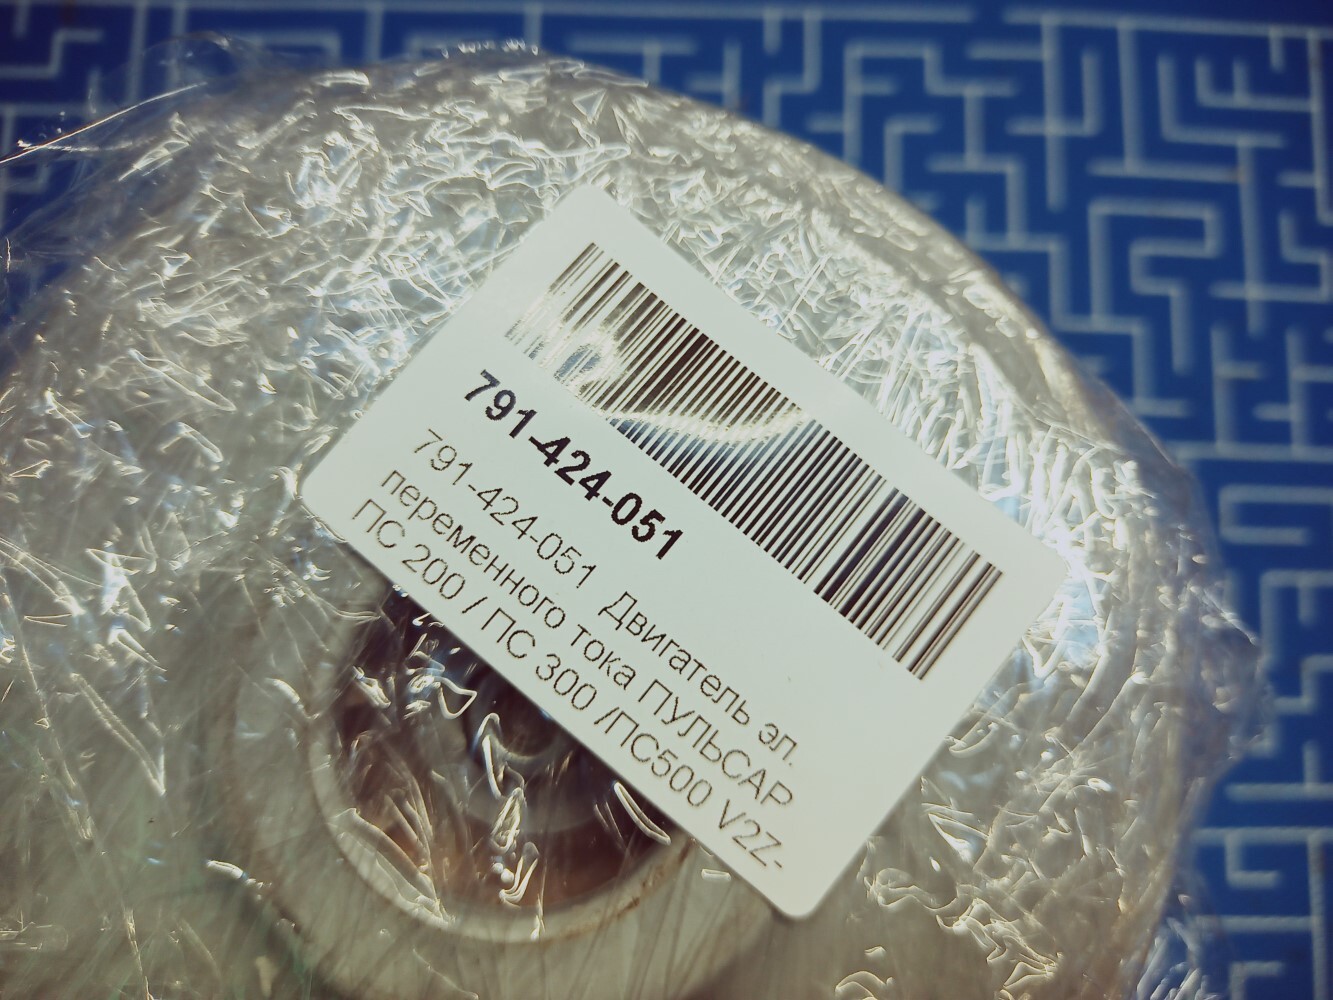 791-424-051
791-424-051 Двигатель эл.
переменного тока ПУЛЬСАР
ПС 200 / ПС 300 /ПС500 V2Z-